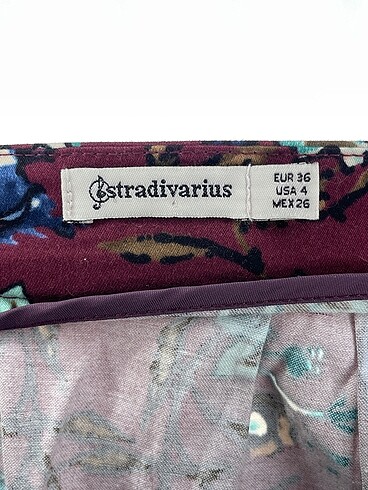 stradivarius
EUR 36
USA 4
MEX 26